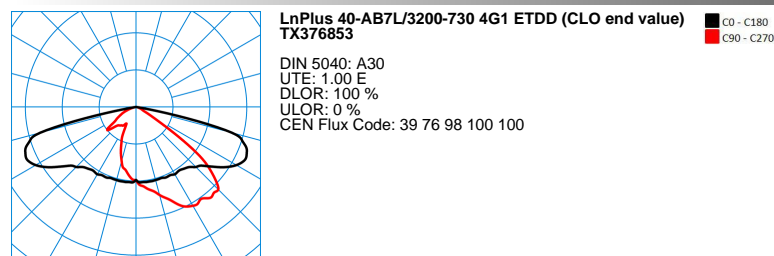 LnPlus 40-AB7L/3200-730 4G1 ETDD (CLO end value)
TX376853
DIN 5040: A30
UTE: 1.00 E
DLOR: 100 %
ULOR: 0 %
CEN Flux Code: 39 76 98 100 100
C0 - C180
C90 - C270